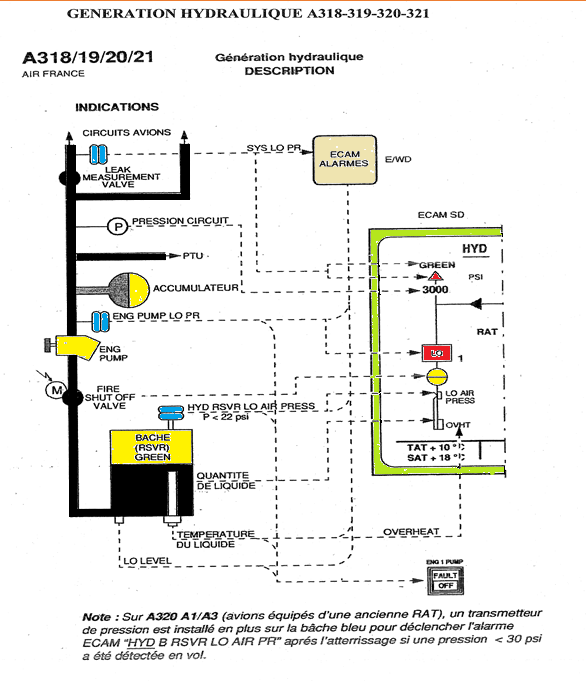 GENERATION HYDRAULIQUE A318-319-320-321
A318/19/20/21
AIR FRANCE
Génération hydraulique
DESCRIPTION
INDICATIONS
CIRCUITS AVIONS
SYS LO PR
ECAM
ALARMES
E/WD
LEAK
MEASUREMENT
VALVE
P
PRESSION CIRCUIT
ECAM SD
PTU
HYD
GREEN
PSI
3000
ACCUMULATEUR
ENG PUMP LO PR
RAT
ENG
PUMP
LO
1
M
FIRE
SHUT OFF
VALVE
HYD RSVR LO AIR PRESS
P < 22 psi
LO AIR
PRESS
OVHT
BACHE
(RSVR)
GREEN
TAT + 10 °C
SAT + 18 °C
QUANTITE
DE LIQUIDE
TEMPERATURE
DU LIQUIDE
OVERHEAT
LO LEVEL
ENG 1 PUMP
FAULT
OFF
Note : Sur A320 A1/A3 (avions équipés d'une ancienne RAT), un transmetteur
de pression est installé en plus sur la bâche bleu pour déclencher l'alarme
ECAM "HYD B RSVR LO AIR PR" aprés l'atterrissage si une pression < 30 psi
a été détectée en vol.